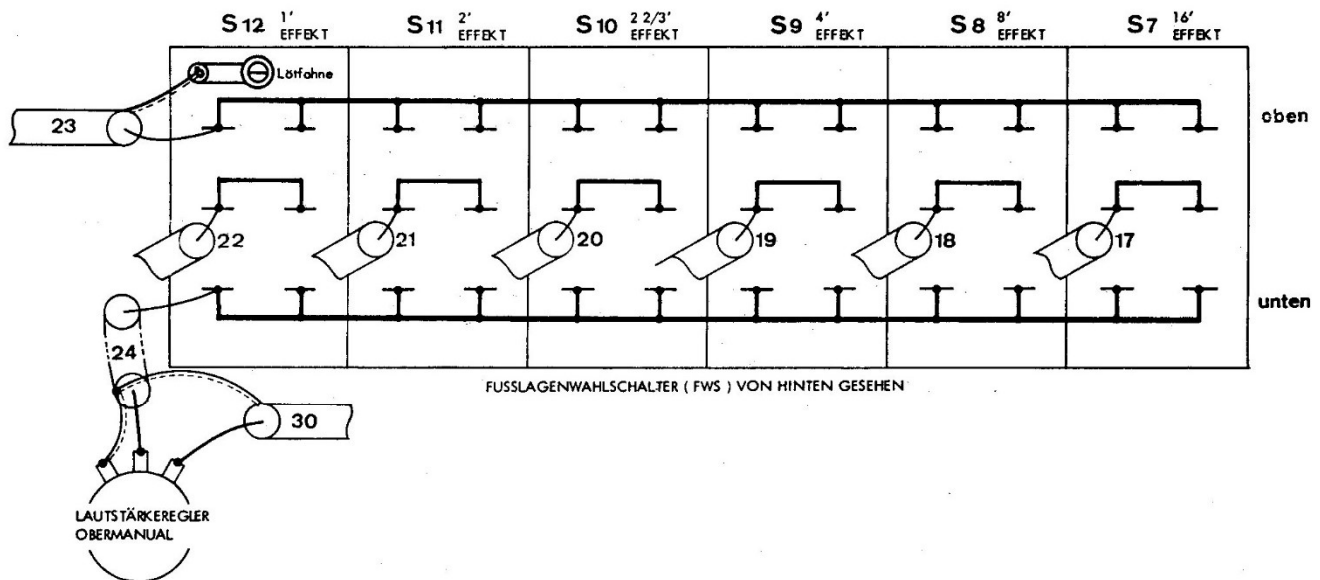 S12 1' EFFEKT S11 2' EFFEKT S10 2 2/3' EFFEKT S9 4' EFFEKT S8 8' EFFEKT S7 16' EFFEKT
Lötfahne
23
oben
22 21 20 19 18 17
unten
24
FUSSLAGENWAHLSCHALTER ( FWS ) VON HINTEN GESEHEN
30
LAUTSTÄRKEREGLER
OBERMANUAL